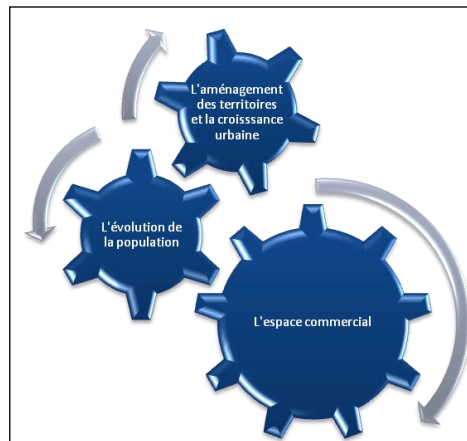 L'aménagement
des territoires
et la croisssance
urbaine
L'évolution de
la population
L'espace commercial